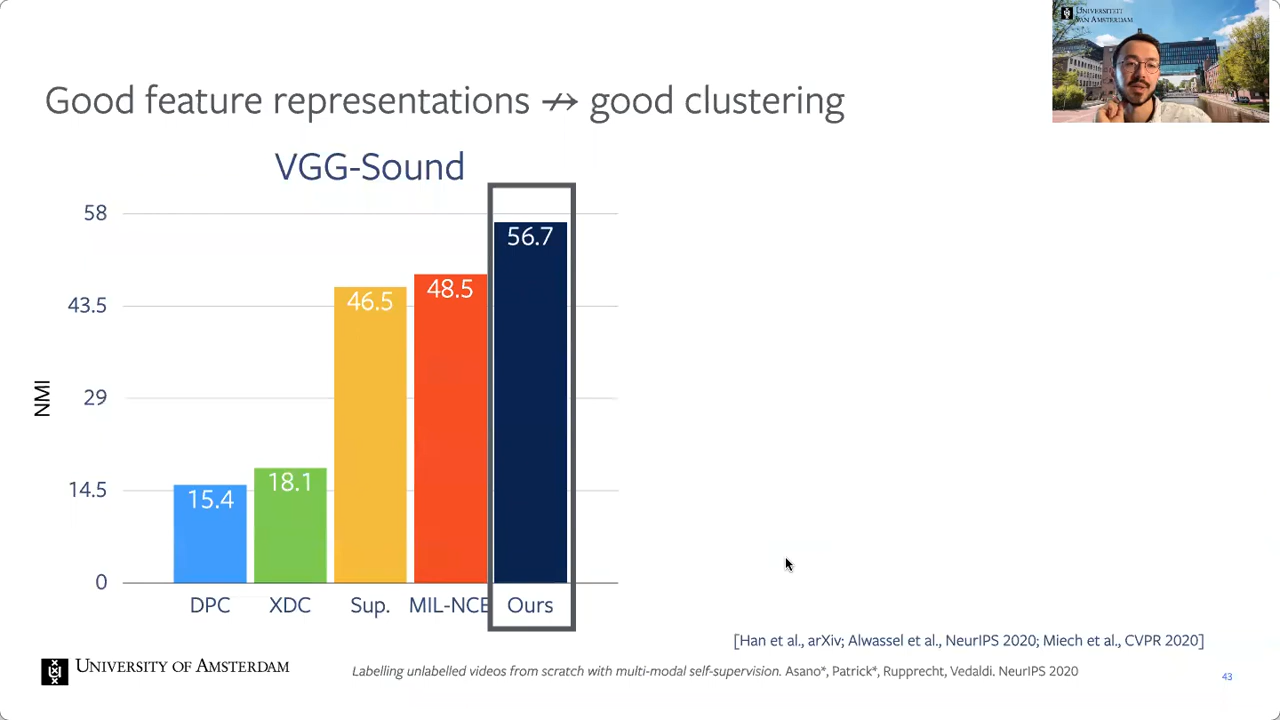 UNIVERSITEIT
VAN AMSTERDAM
Good feature representations ↛ good clustering
VGG-Sound
58
43.5
29
14.5
0
NMI
15.4
18.1
46.5
48.5
56.7
DPC
XDC
Sup.
MIL-NCE
Ours
[Han et al., arXiv; Alwassel et al., NeurIPS 2020; Miech et al., CVPR 2020]
UNIVERSITY OF AMSTERDAM
Labelling unlabelled videos from scratch with multi-modal self-supervision. Asano*, Patrick*, Rupprecht, Vedaldi. NeurIPS 2020
43